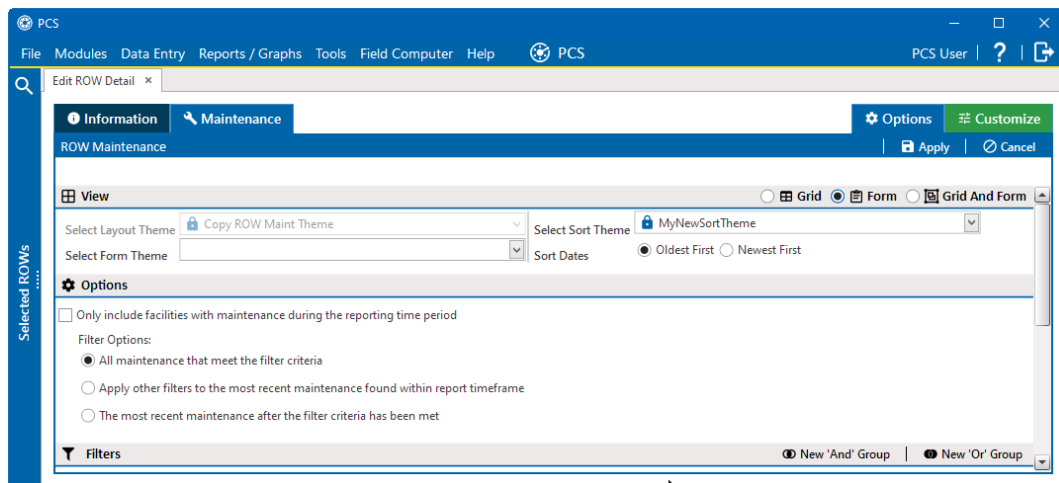 PCS
File Modules Data Entry Reports / Graphs Tools Field Computer Help PCS PCS User | ? |
Edit ROW Detail ×
Information Maintenance Options Customize
ROW Maintenance | Apply | Cancel
View Grid Form Grid And Form
Select Layout Theme Copy ROW Maint Theme Select Sort Theme MyNewSortTheme
Select Form Theme Sort Dates Oldest First Newest First
Selected ROWs
Options
Only include facilities with maintenance during the reporting time period
Filter Options:
All maintenance that meet the filter criteria
Apply other filters to the most recent maintenance found within report timeframe
The most recent maintenance after the filter criteria has been met
Filters New 'And' Group | New 'Or' Group